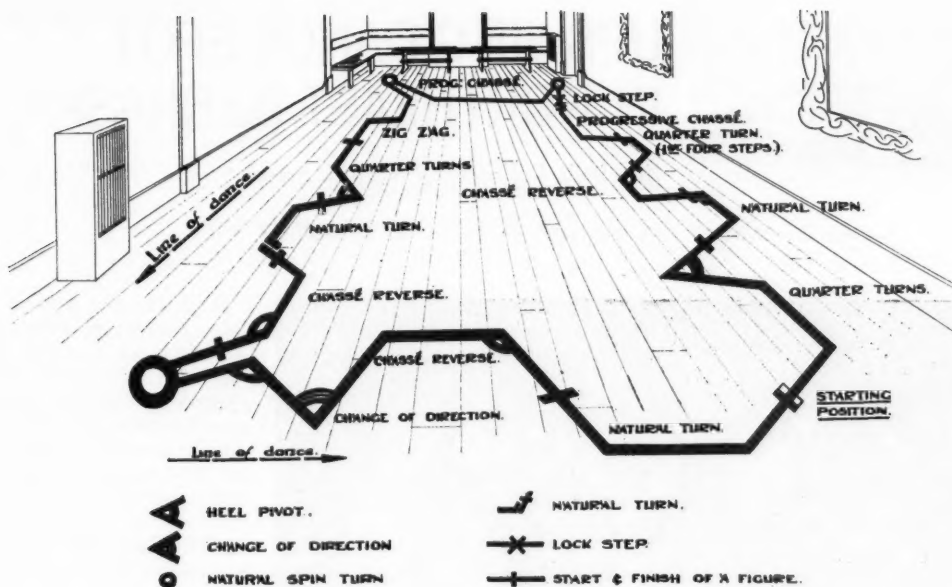 PROG. CHASSÉ.
LOCK STEP.
PROGRESSIVE CHASSÉ.
ZIG ZAG.
QUARTER TURN.
(1ST FOUR STEPS.)
QUARTER TURNS
CHASSÉ REVERSE.
NATURAL TURN.
Line of dance.
NATURAL TURN.
CHASSÉ REVERSE.
QUARTER TURNS.
CHASSÉ REVERSE.
STARTING
POSITION.
CHANGE OF DIRECTION.
NATURAL TURN.
Line of dance.
HEEL PIVOT.
NATURAL TURN.
CHANGE OF DIRECTION
LOCK STEP.
NATURAL SPIN TURN
START & FINISH OF A FIGURE.